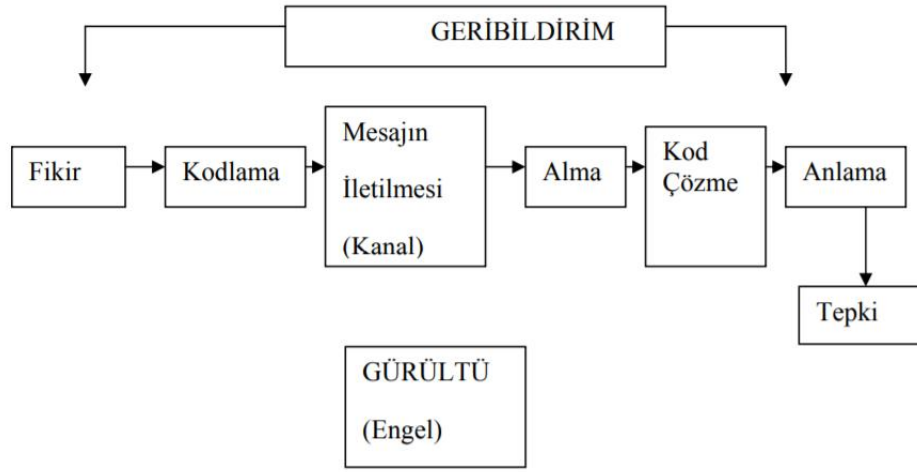 GERİBİLDİRİM
Fikir
Kodlama
Mesajın
İletilmesi
(Kanal)
Alma
Kod
Çözme
Anlama
Tepki
GÜRÜLTÜ
(Engel)